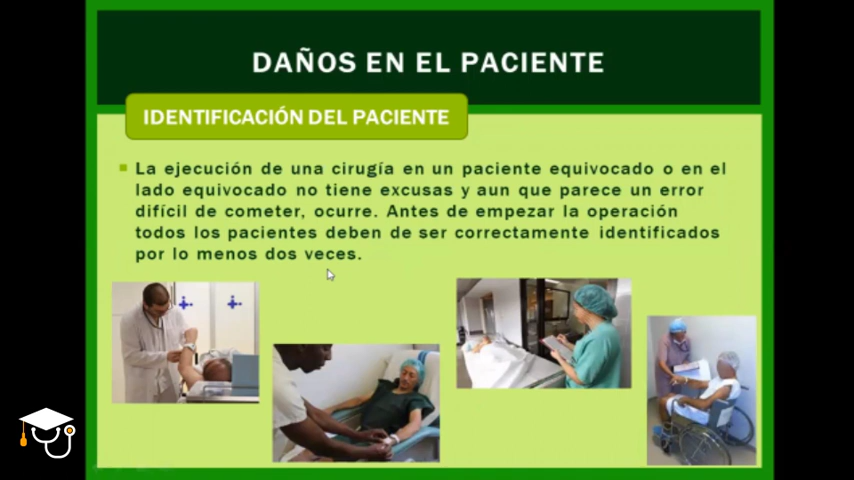 DAÑOS EN EL PACIENTE
IDENTIFICACIÓN DEL PACIENTE
La ejecución de una cirugía en un paciente equivocado o en el
lado equivocado no tiene excusas y aun que parece un error
difícil de cometer, ocurre. Antes de empezar la operación
todos los pacientes deben de ser correctamente identificados
por lo menos dos veces.